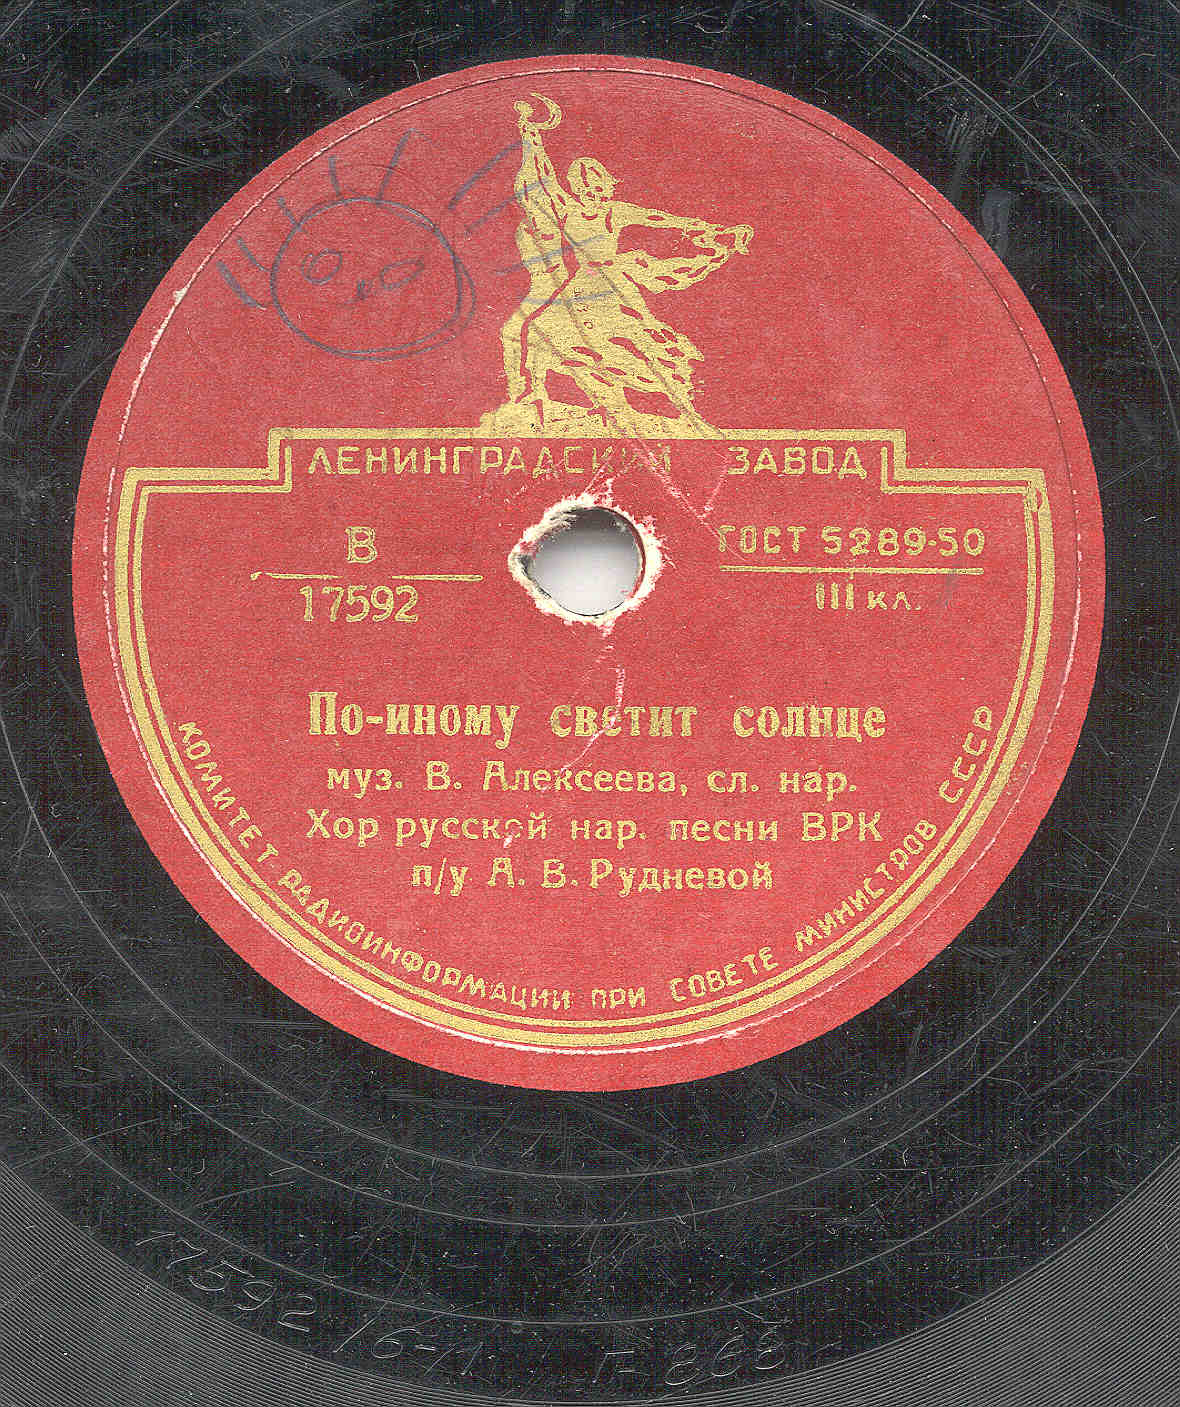 ЛЕНИНГРАДСКИЙ ЗАВОД
В
17592
ГОСТ 5289-50
III кл.
По-иному светит солнце
муз. В. Алексеева, сл. нар.
Хор русской нар. песни ВРК
п/у А. В. Рудневой
КОМИТЕТ РАДИОИНФОРМАЦИИ ПРИ СОВЕТЕ МИНИСТРОВ СССР
17592